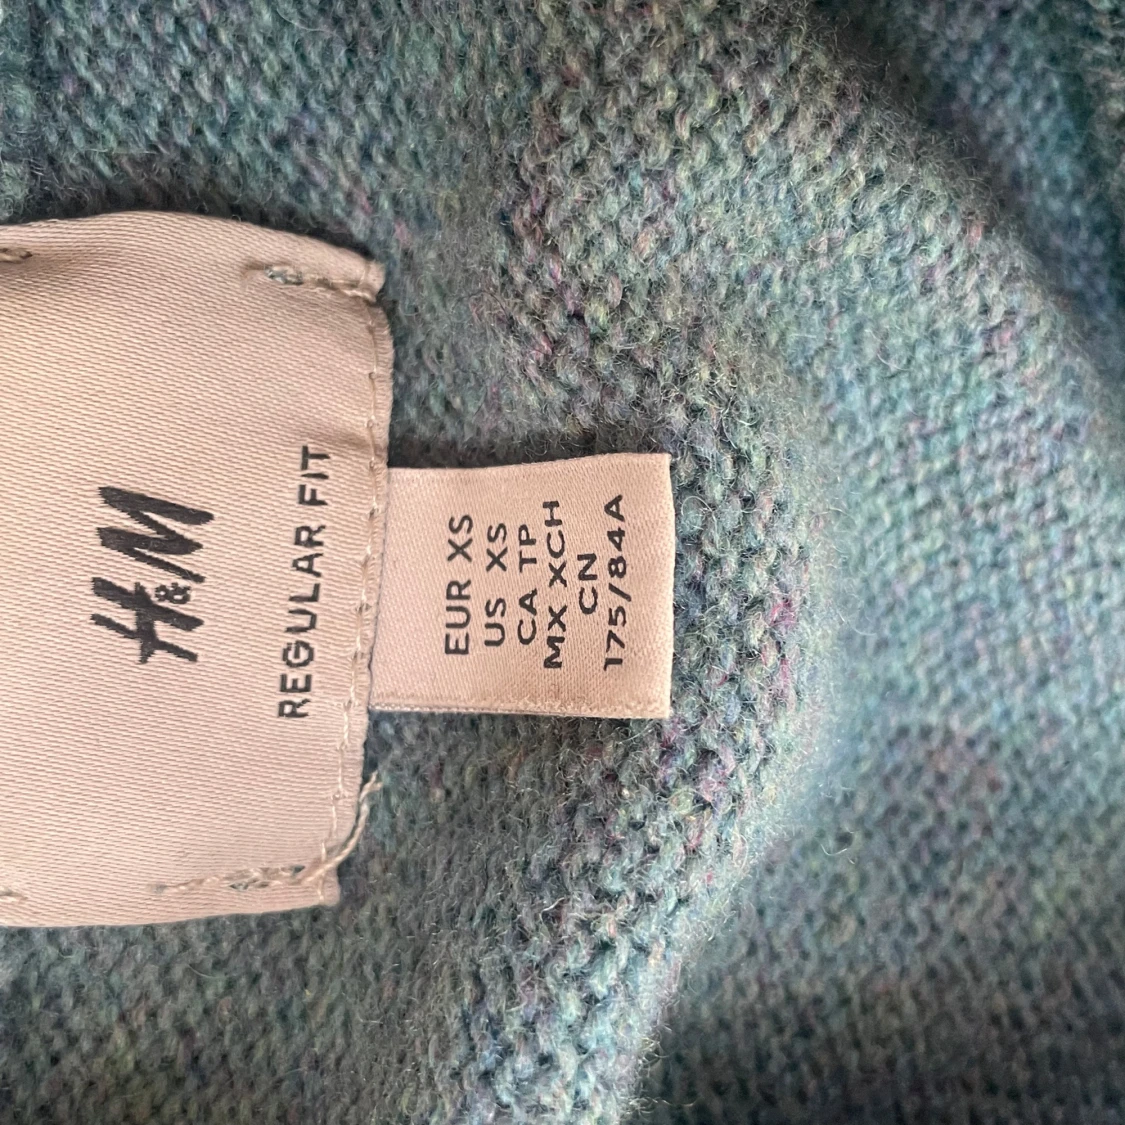 H&M
REGULAR FIT
EUR XS
US XS
CA TP
MX XCH
CN
175/84A